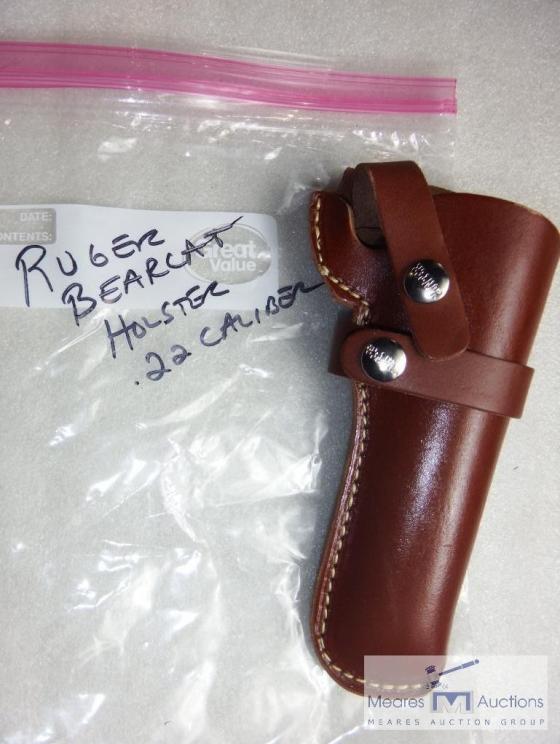 DATE:
CONTENTS:
Great
Value
RUGER
BEARCAT
HOLSTER
.22 CALIBER
Meares M Auctions
MEARES AUCTION GROUP